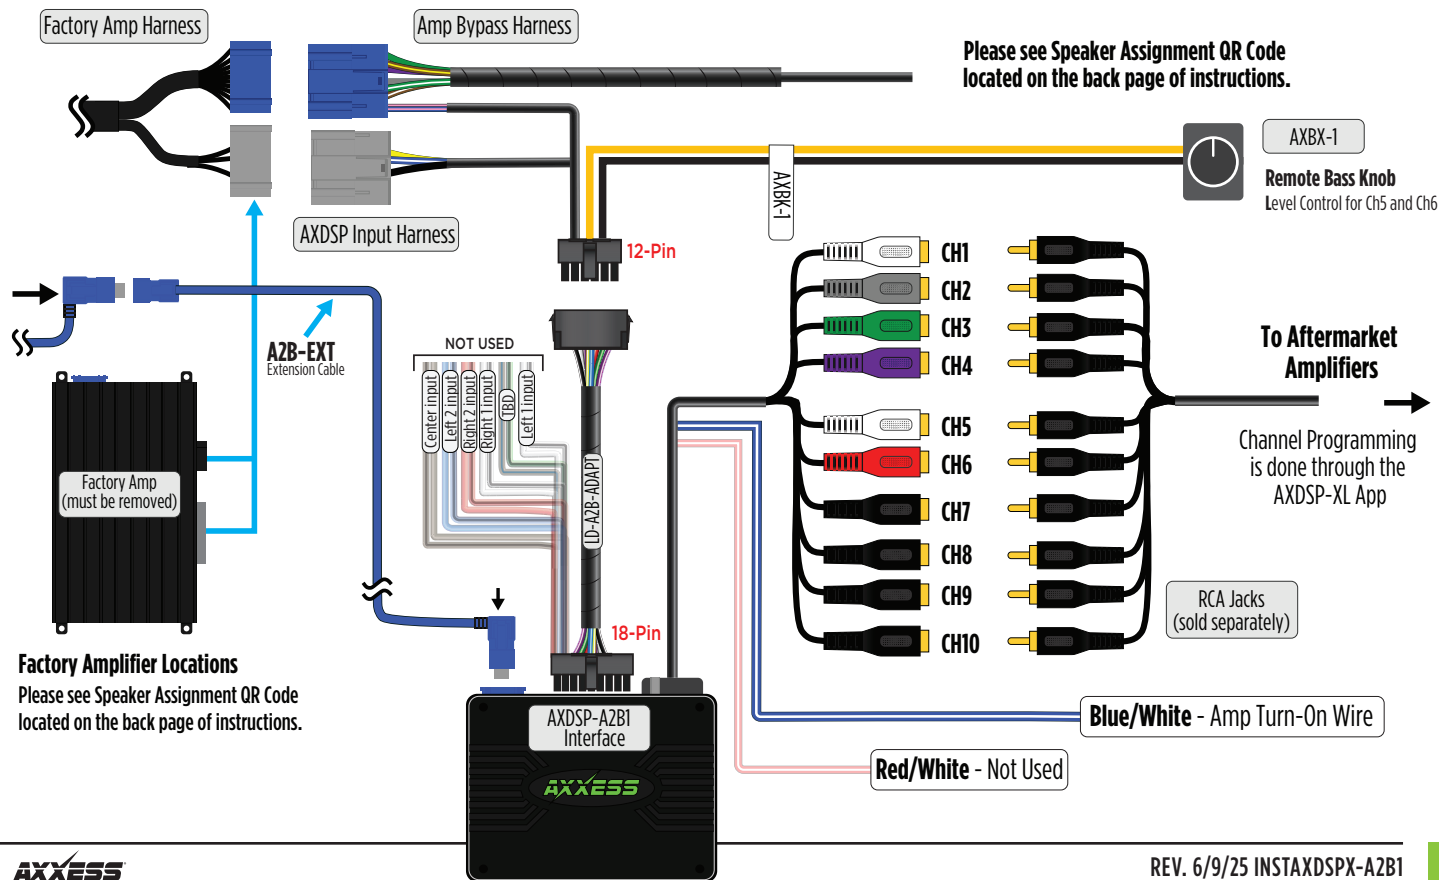 Factory Amp Harness
Amp Bypass Harness
Please see Speaker Assignment QR Code
located on the back page of instructions.
AXBX-1
Remote Bass Knob
Level Control for Ch5 and Ch6
AXBK-1
AXDSP Input Harness
12-Pin
A2B-EXT
Extension Cable
NOT USED
Center input
Left 2 input
Right 2 input
Right 1 input
TBD
Left 1 input
LD-A2B-ADAPT
CH1
CH2
CH3
CH4
CH5
CH6
CH7
CH8
CH9
CH10
To Aftermarket
Amplifiers
Channel Programming
is done through the
AXDSP-XL App
RCA Jacks
(sold separately)
Factory Amp
(must be removed)
18-Pin
Factory Amplifier Locations
Please see Speaker Assignment QR Code
located on the back page of instructions.
AXDSP-A2B1
Interface
AXXESS
Blue/White - Amp Turn-On Wire
Red/White - Not Used
AXXESS
REV. 6/9/25 INSTAXDSPX-A2B1